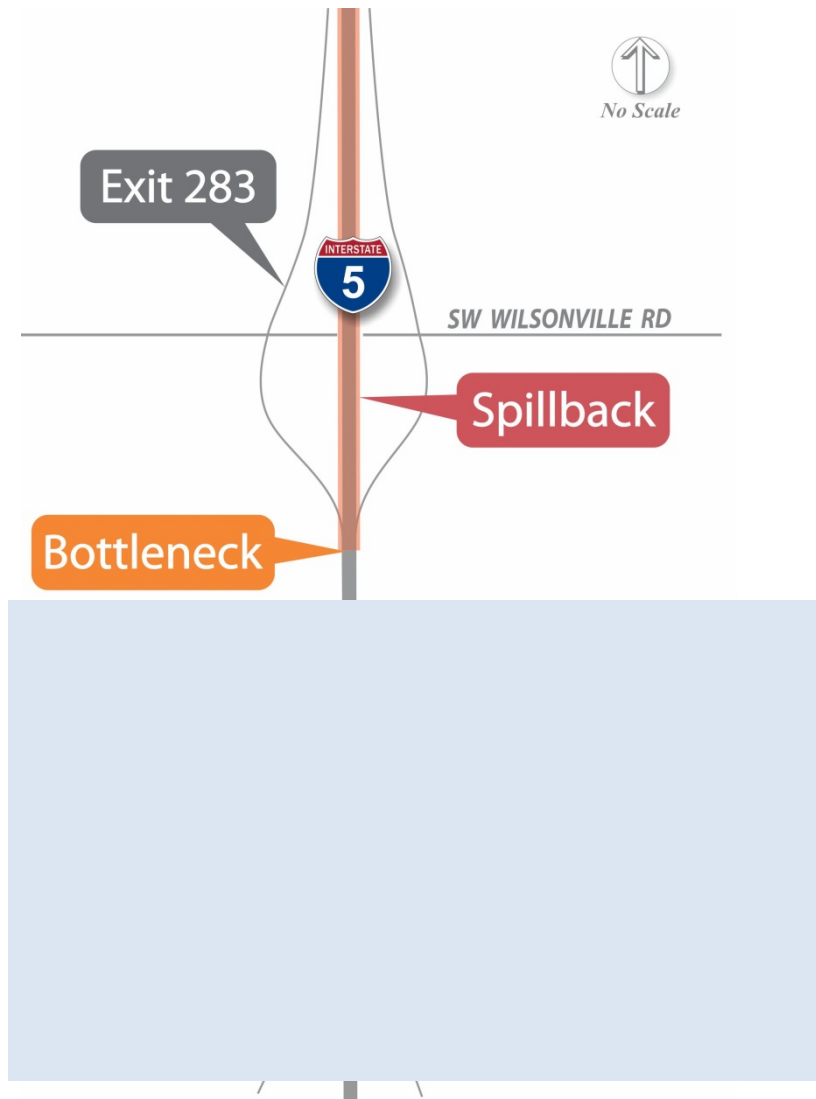 No Scale
Exit 283
INTERSTATE
5
SW WILSONVILLE RD
Spillback
Bottleneck